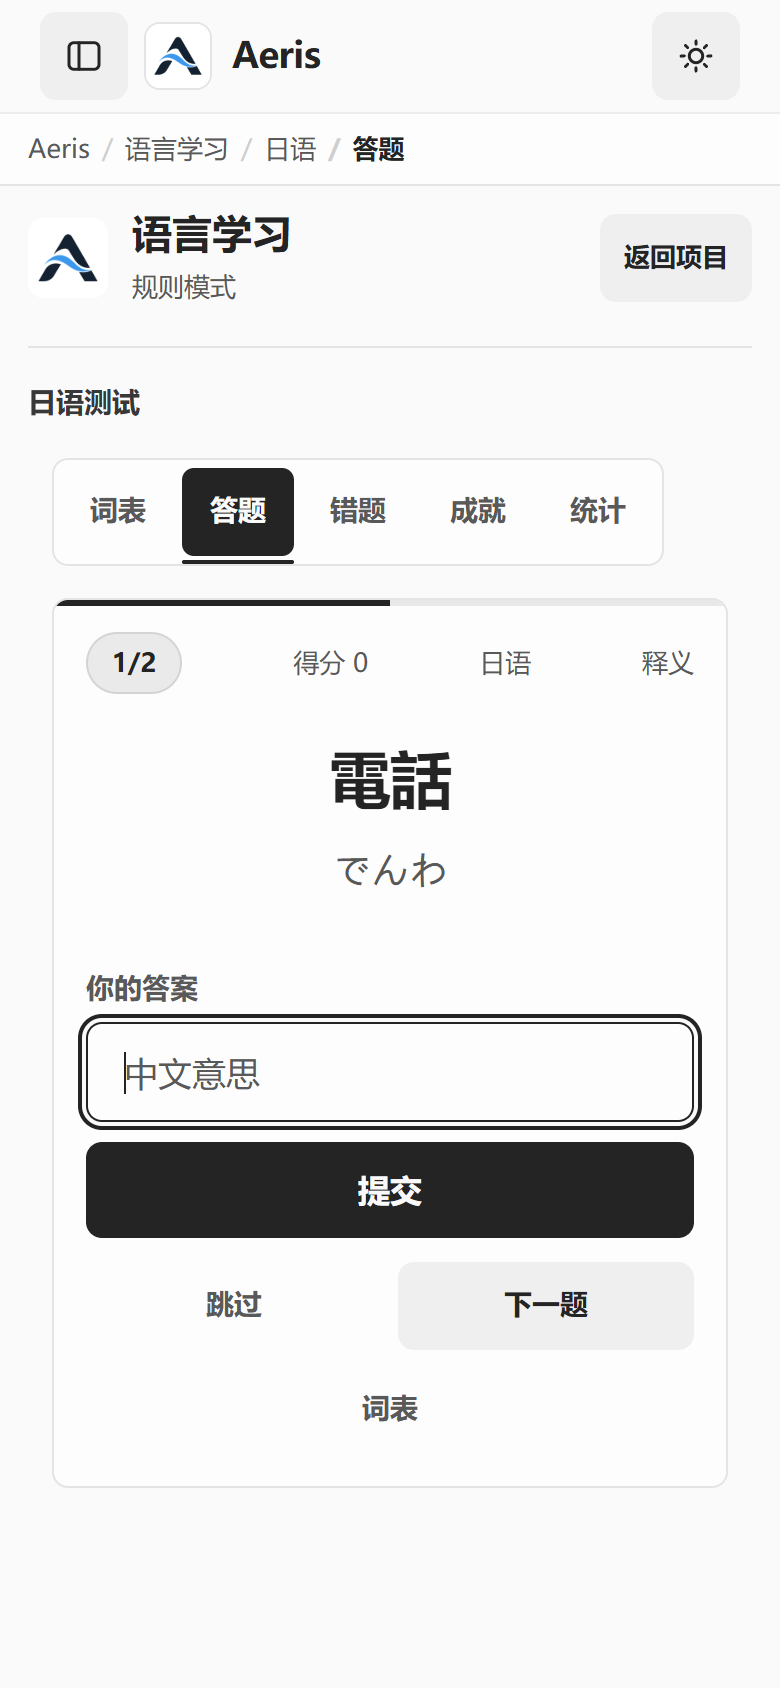 Aeris
Aeris / 语言学习 / 日语 / 答题
语言学习
规则模式
返回项目
日语测试
词表 答题 错题 成就 统计
1/2 得分 0 日语 释义
電話
でんわ
你的答案
中文意思
提交
跳过 下一题
词表